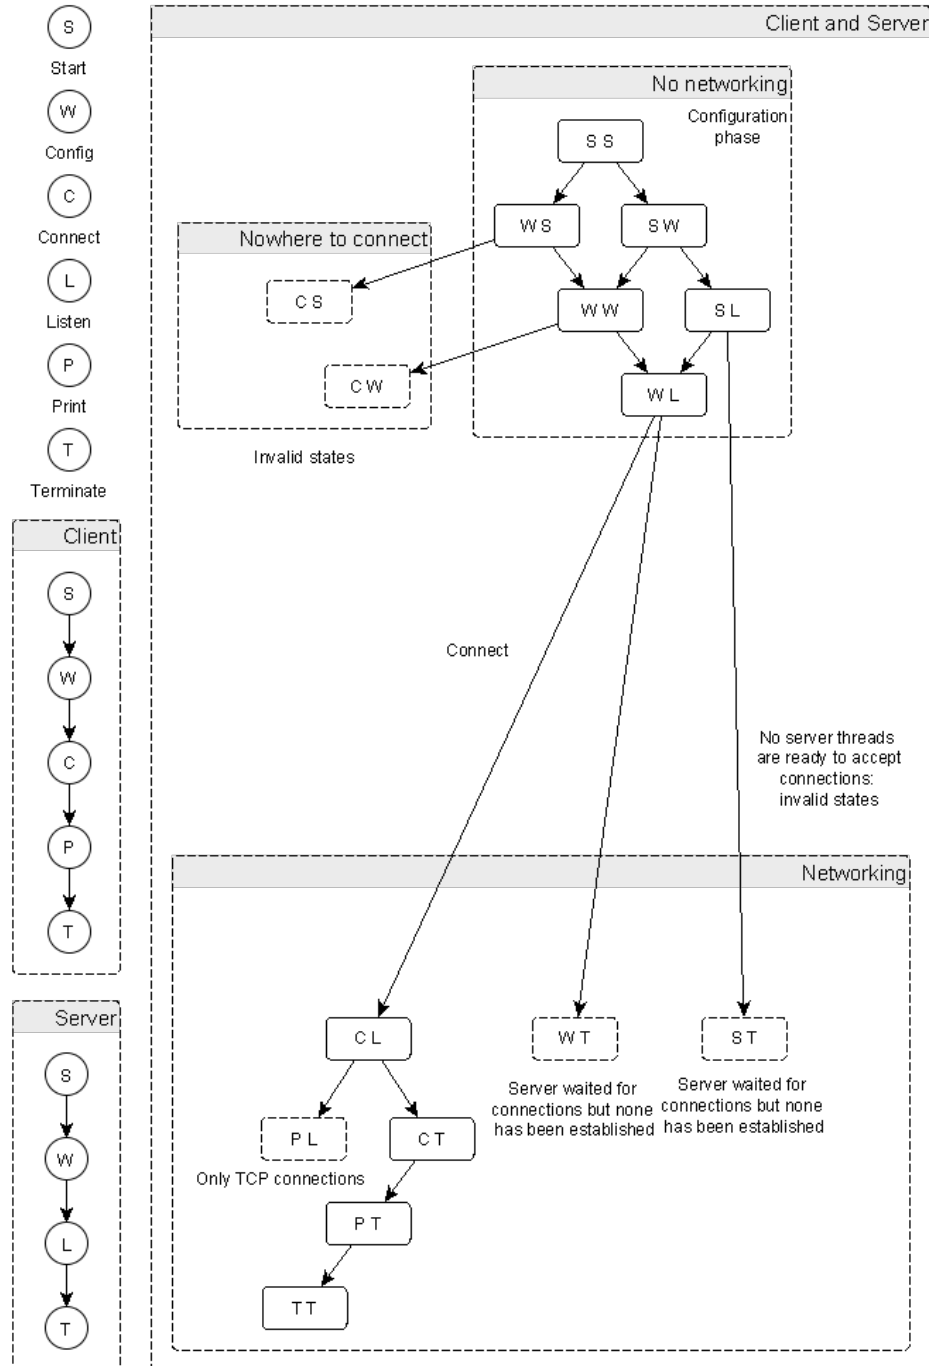 S
Start
W
Config
C
Connect
L
Listen
P
Print
T
Terminate
Client
S
W
C
P
T
Server
S
W
L
T
Client and Server
No networking
Configuration
phase
S S
W S
S W
W W
S L
W L
Nowhere to connect
C S
C W
Invalid states
Connect
No server threads
are ready to accept
connections:
invalid states
Networking
C L
W T
S T
Server waited for
connections but none
has been established
Server waited for
connections but none
has been established
P L
C T
Only TCP connections
P T
T T